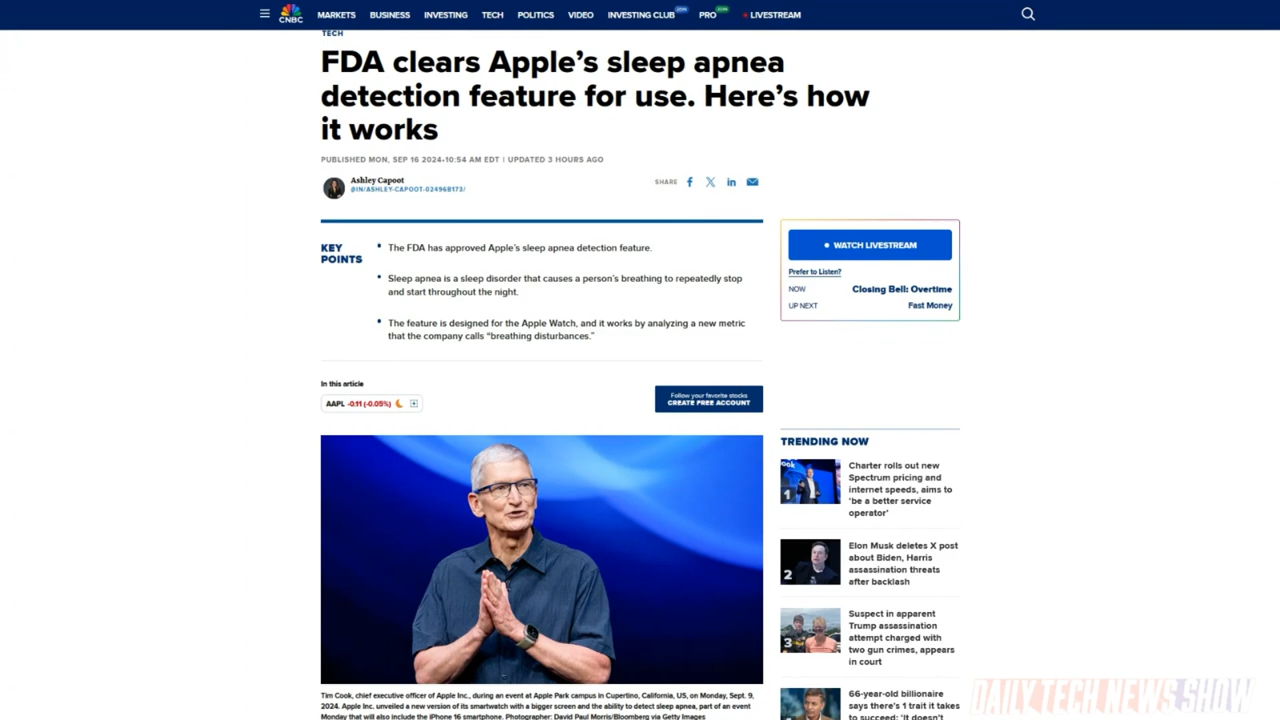 CNBC
MARKETS BUSINESS INVESTING TECH POLITICS VIDEO INVESTING CLUB JOIN PRO JOIN LIVESTREAM
TECH
FDA clears Apple's sleep apnea
detection feature for use. Here's how
it works
PUBLISHED MON, SEP 16 2024•10:54 AM EDT | UPDATED 3 HOURS AGO
Ashley Capoot
@IN/ASHLEY-CAPOOT-024968173/
SHARE
KEY
POINTS
• The FDA has approved Apple's sleep apnea detection feature.
• Sleep apnea is a sleep disorder that causes a person's breathing to repeatedly stop
and start throughout the night.
• The feature is designed for the Apple Watch, and it works by analyzing a new metric
that the company calls “breathing disturbances.”
WATCH LIVESTREAM
Prefer to Listen?
NOW Closing Bell: Overtime
UP NEXT Fast Money
In this article
AAPL -0.11 (-0.05%)
Follow your favorite stocks
CREATE FREE ACCOUNT
Tim Cook, chief executive officer of Apple Inc., during an event at Apple Park campus in Cupertino, California, US, on Monday, Sept. 9,
2024. Apple Inc. unveiled a new version of its smartwatch with a bigger screen and the ability to detect sleep apnea, part of an event
Monday that will also include the iPhone 16 smartphone. Photographer: David Paul Morris/Bloomberg via Getty Images
TRENDING NOW
1
Charter rolls out new
Spectrum pricing and
internet speeds, aims to
'be a better service
operator'
2
Elon Musk deletes X post
about Biden, Harris
assassination threats
after backlash
3
Suspect in apparent
Trump assassination
attempt charged with
two gun crimes, appears
in court
66-year-old billionaire
says there's 1 trait it takes
to succeed: 'It doesn't
DAILY TECH NEWS SHOW